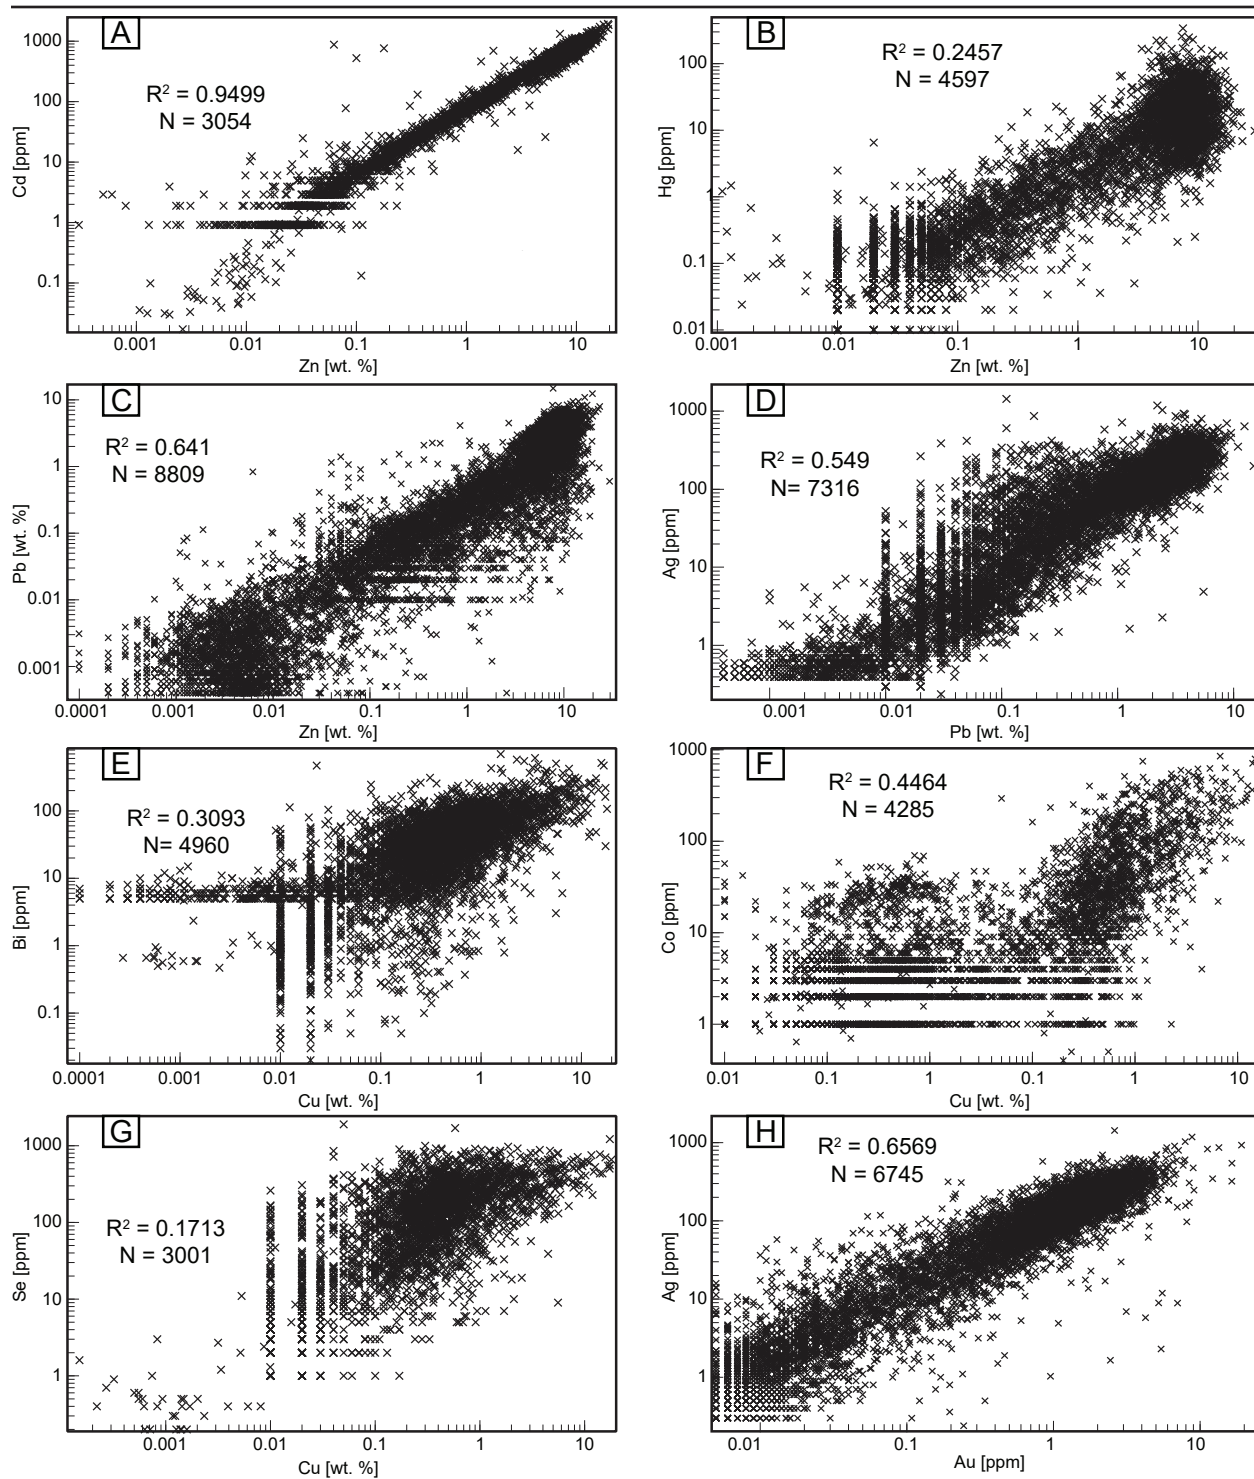 A
R² = 0.9499
N = 3054
Cd [ppm]
1000
100
10
1
0.1
0.001 0.01 0.1 1 10
Zn [wt. %]
B
R² = 0.2457
N = 4597
Hg [ppm]
100
10
1
0.1
0.01
0.001 0.01 0.1 1 10
Zn [wt. %]
C
R² = 0.641
N = 8809
Pb [wt. %]
10
1
0.1
0.01
0.001
0.0001 0.001 0.01 0.1 1 10
Zn [wt. %]
D
R² = 0.549
N= 7316
Ag [ppm]
1000
100
10
1
0.001 0.01 0.1 1 10
Pb [wt. %]
E
R² = 0.3093
N= 4960
Bi [ppm]
100
10
1
0.1
0.0001 0.001 0.01 0.1 1 10
Cu [wt. %]
F
R² = 0.4464
N = 4285
Co [ppm]
1000
100
10
1
0.01 0.1 1 0.1 1 10
Cu [wt. %]
G
R² = 0.1713
N = 3001
Se [ppm]
1000
100
10
1
0.001 0.01 0.1 1 10
Cu [wt. %]
H
R² = 0.6569
N = 6745
Ag [ppm]
1000
100
10
1
0.01 0.1 1 10
Au [ppm]